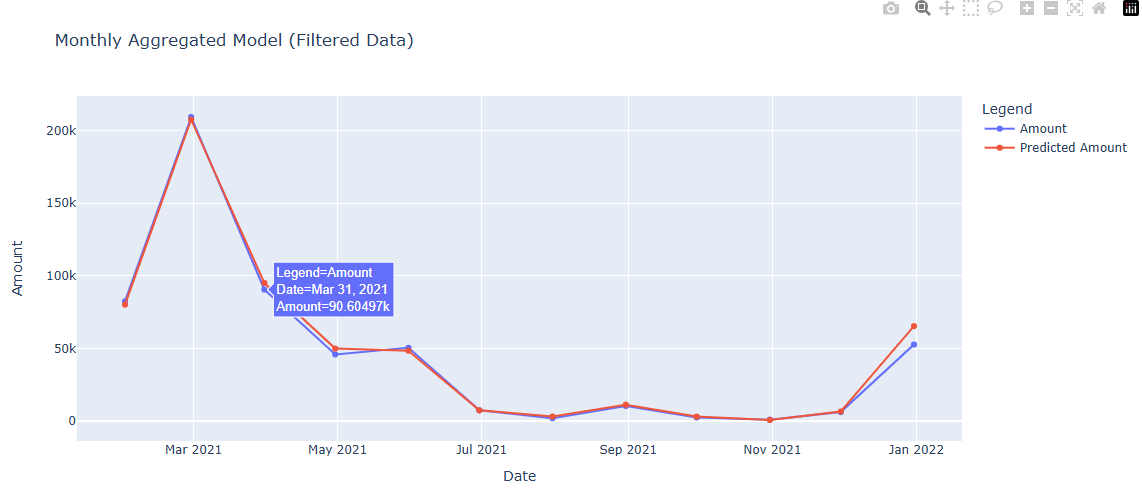 Monthly Aggregated Model (Filtered Data)
Legend
Amount
Predicted Amount
200k
150k
100k
50k
0
Amount
Legend=Amount
Date=Mar 31, 2021
Amount=90.60497k
Mar 2021
May 2021
Jul 2021
Sep 2021
Nov 2021
Jan 2022
Date